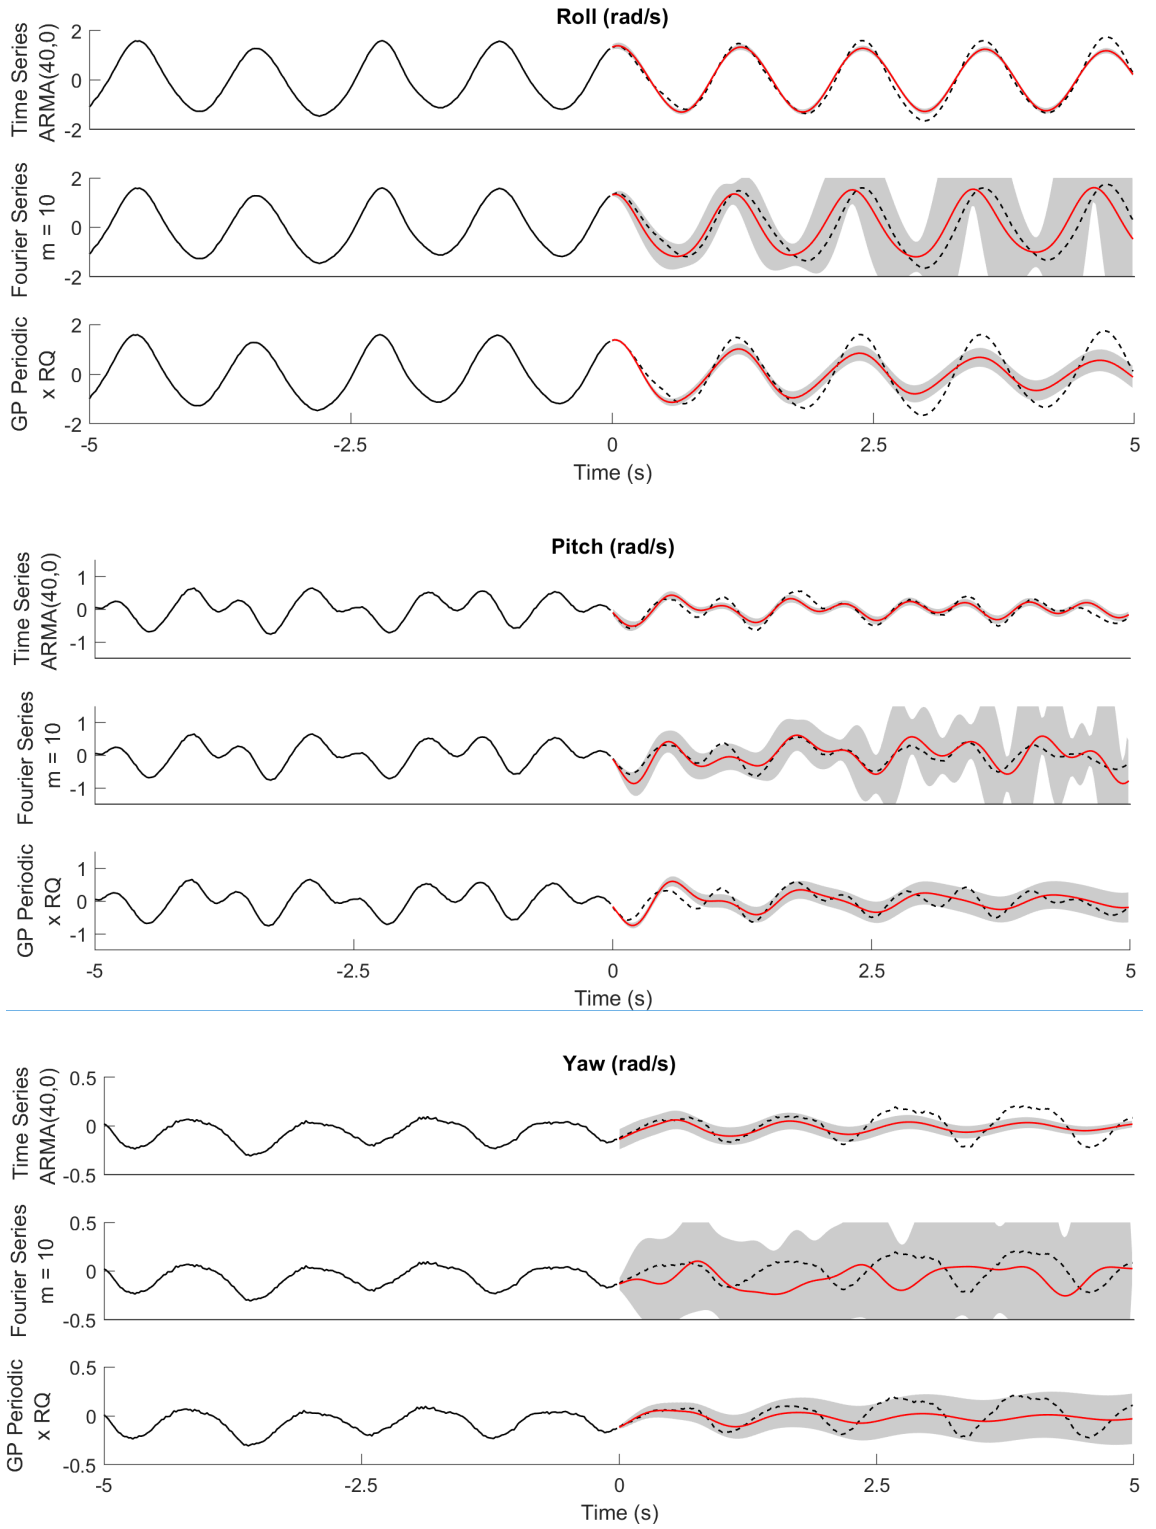 Roll (rad/s)
Time Series
ARMA(40,0)
2
0
-2
Fourier Series
m = 10
2
0
-2
GP Periodic
x RQ
2
0
-2
-5
-2.5
0
2.5
5
Time (s)
Pitch (rad/s)
Time Series
ARMA(40,0)
1
0
-1
Fourier Series
m = 10
1
0
-1
GP Periodic
x RQ
1
0
-1
-5
-2.5
0
2.5
5
Time (s)
Yaw (rad/s)
Time Series
ARMA(40,0)
0.5
0
-0.5
Fourier Series
m = 10
0.5
0
-0.5
GP Periodic
x RQ
0.5
0
-0.5
-5
-2.5
0
2.5
5
Time (s)